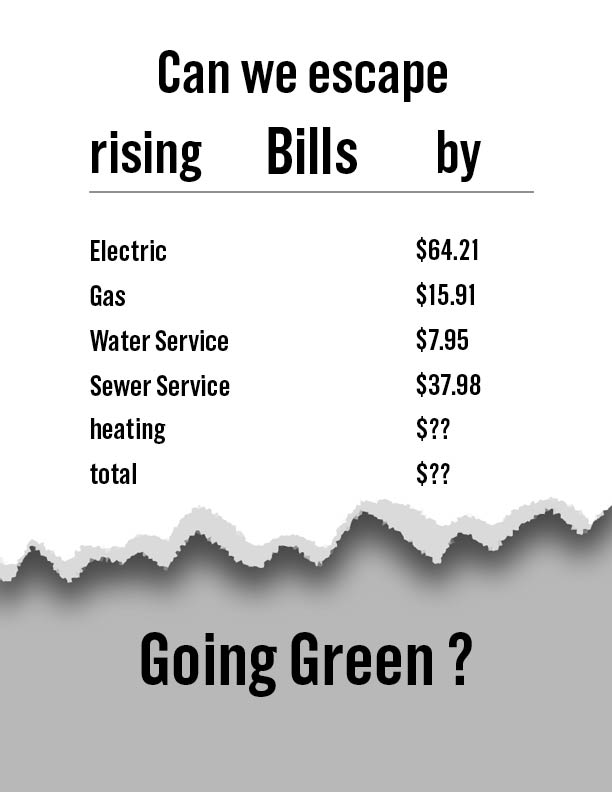 Can we escape
rising Bills by
Electric $64.21
Gas $15.91
Water Service $7.95
Sewer Service $37.98
heating $??
total $??
Going Green ?